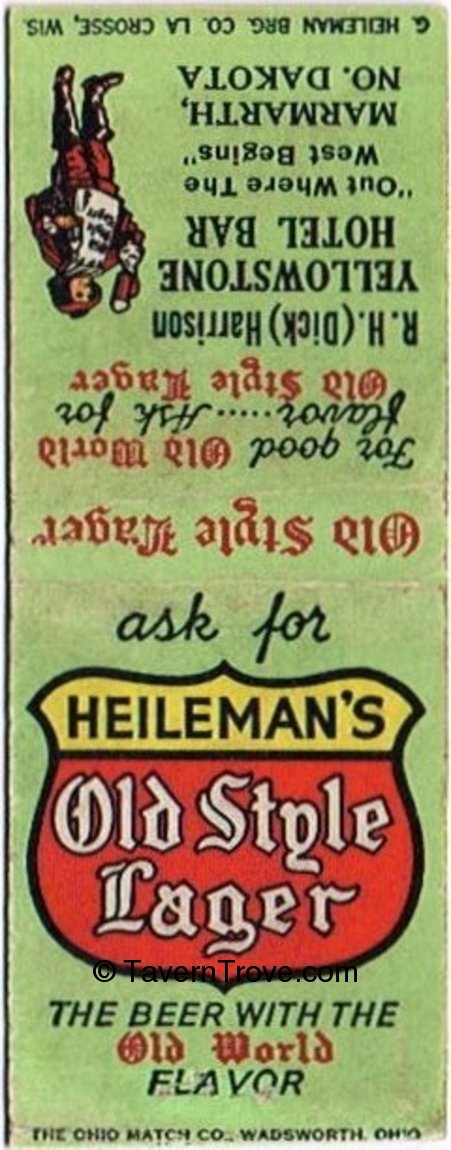 ask for
HEILEMAN'S
Old Style
Lager
© TavernTrove.com
THE BEER WITH THE
Old World
FLAVOR
THE OHIO MATCH CO., WADSWORTH, OHIO
Old Style Lager
For good Old World
flavor.....Ask for
Old Style Lager
R.H. (Dick) Harrison
YELLOWSTONE
HOTEL BAR
"Out Where The
West Begins"
MARMARTH,
NO. DAKOTA
G. HEILEMAN BRG. CO. LA CROSSE, WIS.